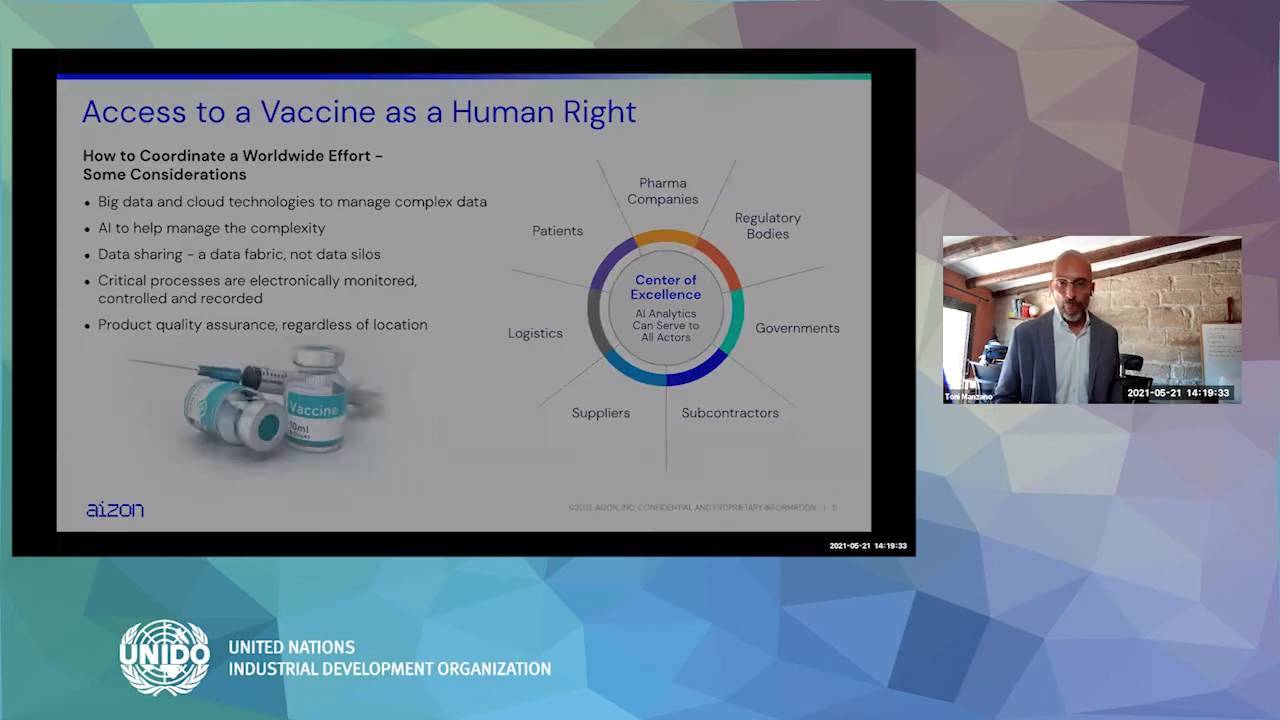 Access to a Vaccine as a Human Right
How to Coordinate a Worldwide Effort -
Some Considerations
• Big data and cloud technologies to manage complex data
• AI to help manage the complexity
• Data sharing - a data fabric, not data silos
• Critical processes are electronically monitored,
controlled and recorded
• Product quality assurance, regardless of location
Vaccine
10ml
Pharma
Companies
Regulatory
Bodies
Patients
Center of
Excellence
AI Analytics
Can Serve to
All Actors
Governments
Logistics
Suppliers
Subcontractors
aizon
©2021 AIZON, INC. CONFIDENTIAL AND PROPRIETARY INFORMATION |
2021-05-21 14:19:33
Toni Manzano
2021-05-21 14:19:33
UNIDO
UNITED NATIONS
INDUSTRIAL DEVELOPMENT ORGANIZATION